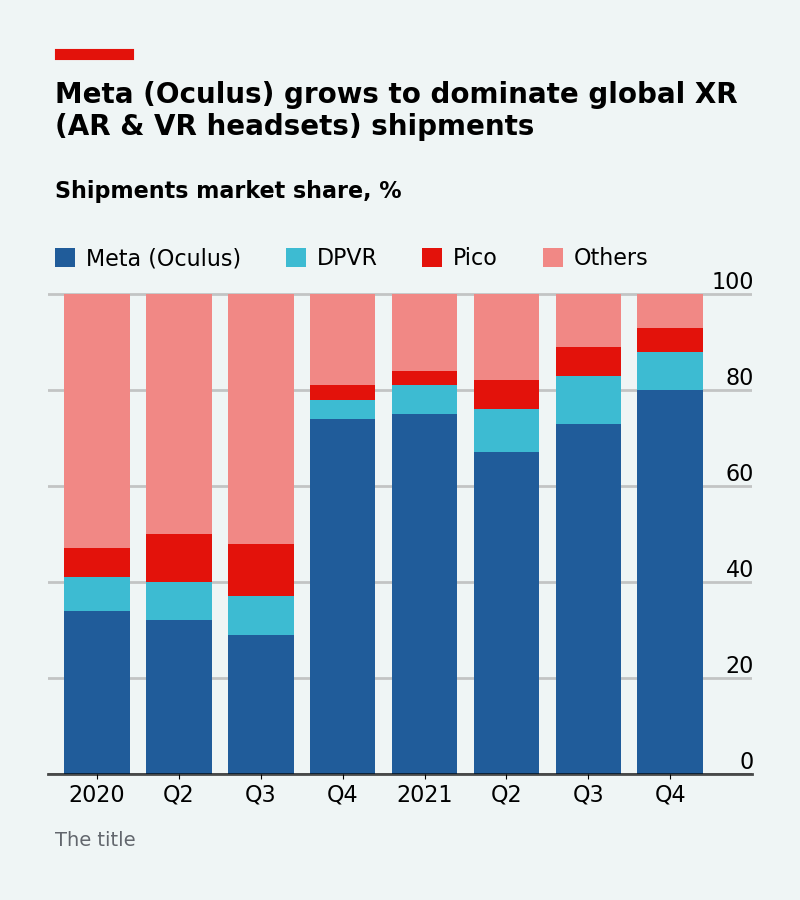 Meta (Oculus) grows to dominate global XR
(AR & VR headsets) shipments
Shipments market share, %
Meta (Oculus) DPVR Pico Others
100
80
60
40
20
0
2020 Q2 Q3 Q4 2021 Q2 Q3 Q4
The title